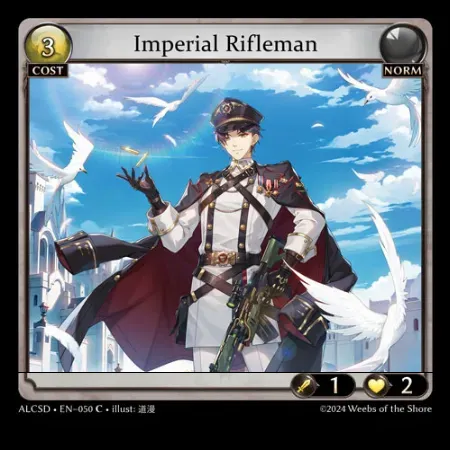 3
Imperial Rifleman
COST
NORM
1
2
ALCSD • EN-050 C • illust: 道漫
©2024 Weebs of the Shore